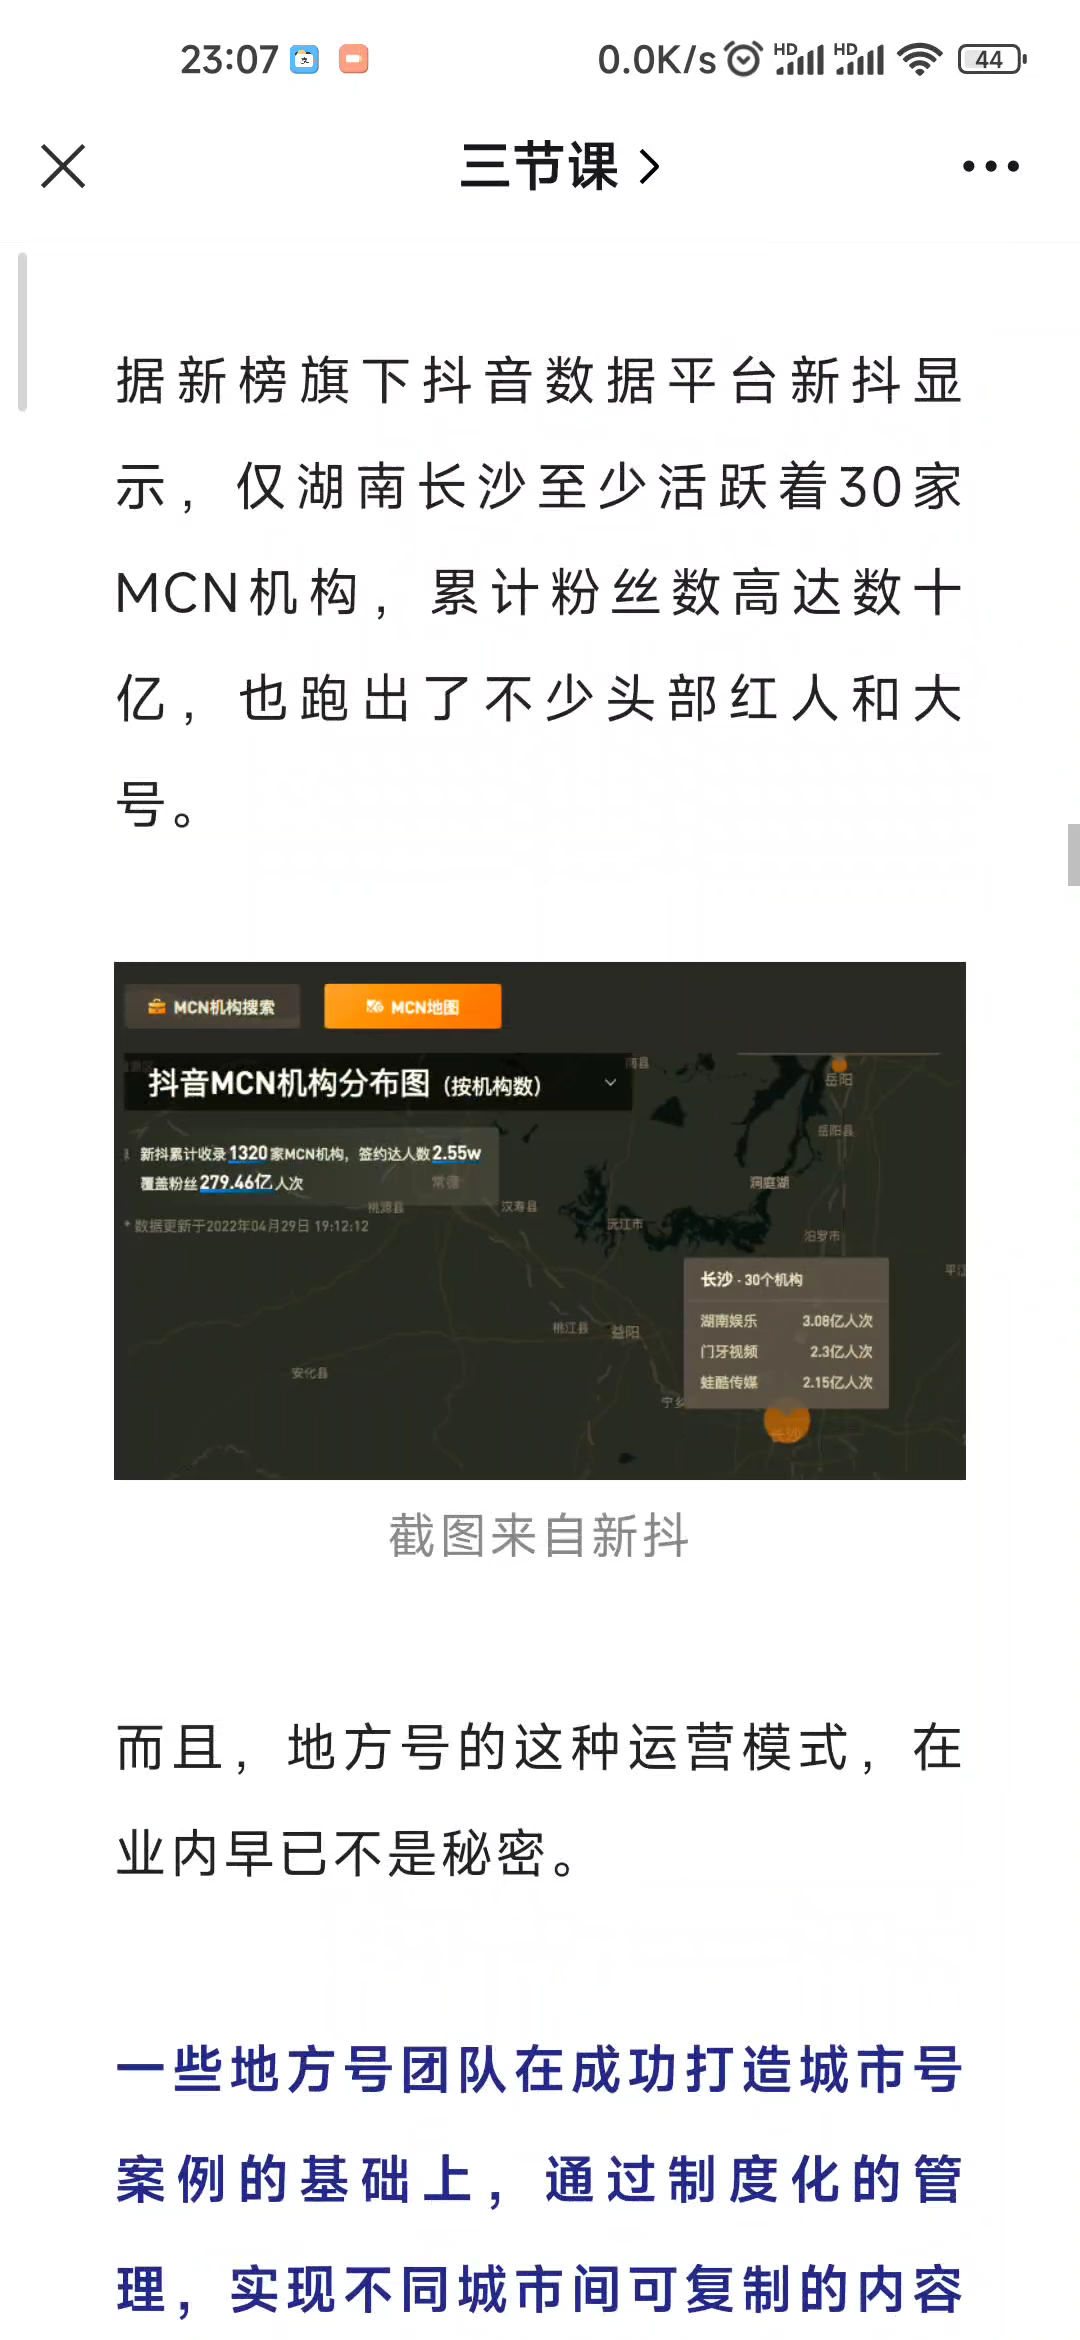 23:07
0.0K/s
HD
HD
44
三节课
据新榜旗下抖音数据平台新抖显
示，仅湖南长沙至少活跃着30家
MCN机构，累计粉丝数高达数十
亿，也跑出了不少头部红人和大
号。
MCN机构搜索
MCN地图
抖音MCN机构分布图（按机构数）
新抖累计收录1320家MCN机构，签约达人数2.55w
覆盖粉丝279.46亿人次
* 数据更新于2022年04月29日 19:12:12
岳阳
岳阳县
洞庭湖
常德
桃源县
汉寿县
沅江市
汨罗市
平江
长沙 · 30个机构
湖南娱乐 3.08亿人次
门牙视频 2.3亿人次
蛙酷传媒 2.15亿人次
桃江县
益阳
安化县
宁乡
长沙
截图来自新抖
而且，地方号的这种运营模式，在
业内早已不是秘密。
一些地方号团队在成功打造城市号
案例的基础上，通过制度化的管
理，实现不同城市间可复制的内容